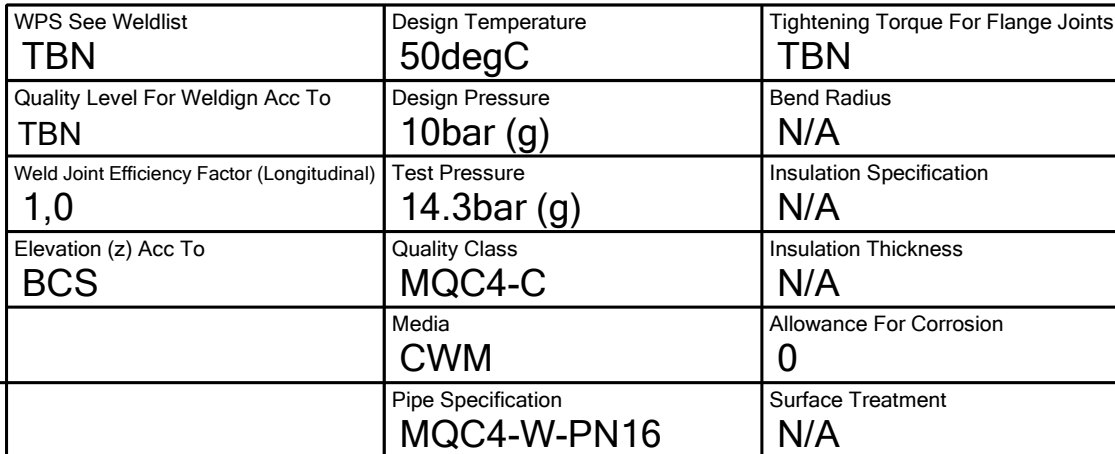 WPS See Weldlist
TBN
Design Temperature
50degC
Tightening Torque For Flange Joints
TBN
Quality Level For Weldign Acc To
TBN
Design Pressure
10bar (g)
Bend Radius
N/A
Weld Joint Efficiency Factor (Longitudinal)
1,0
Test Pressure
14.3bar (g)
Insulation Specification
N/A
Elevation (z) Acc To
BCS
Quality Class
MQC4-C
Insulation Thickness
N/A
Media
CWM
Allowance For Corrosion
0
Pipe Specification
MQC4-W-PN16
Surface Treatment
N/A